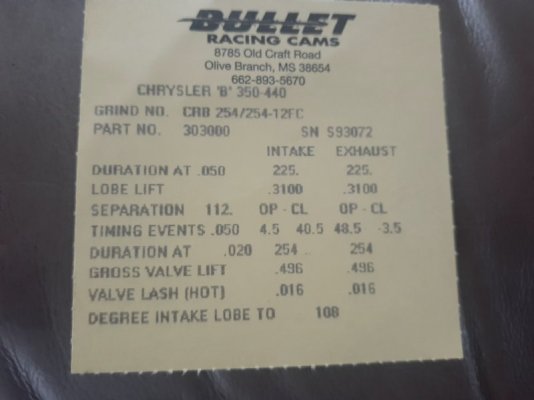 BULLET
RACING CAMS
8785 Old Craft Road
Olive Branch, MS 38654
662-893-5670
CHRYSLER 'B' 350-440
GRIND NO. CRB 254/254-12FC
PART NO. 303000 SN S93072
INTAKE EXHAUST
DURATION AT .050 225. 225.
LOBE LIFT .3100 .3100
SEPARATION 112. OP - CL OP - CL
TIMING EVENTS .050 4.5 40.5 48.5 -3.5
DURATION AT .020 254 254
GROSS VALVE LIFT .496 .496
VALVE LASH (HOT) .016 .016
DEGREE INTAKE LOBE TO 108